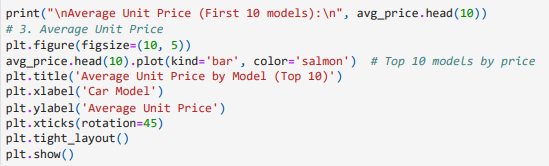 print("\nAverage Unit Price (First 10 models):\n", avg_price.head(10))
# 3. Average Unit Price
plt.figure(figsize=(10, 5))
avg_price.head(10).plot(kind='bar', color='salmon')  # Top 10 models by price
plt.title('Average Unit Price by Model (Top 10)')
plt.xlabel('Car Model')
plt.ylabel('Average Unit Price')
plt.xticks(rotation=45)
plt.tight_layout()
plt.show()